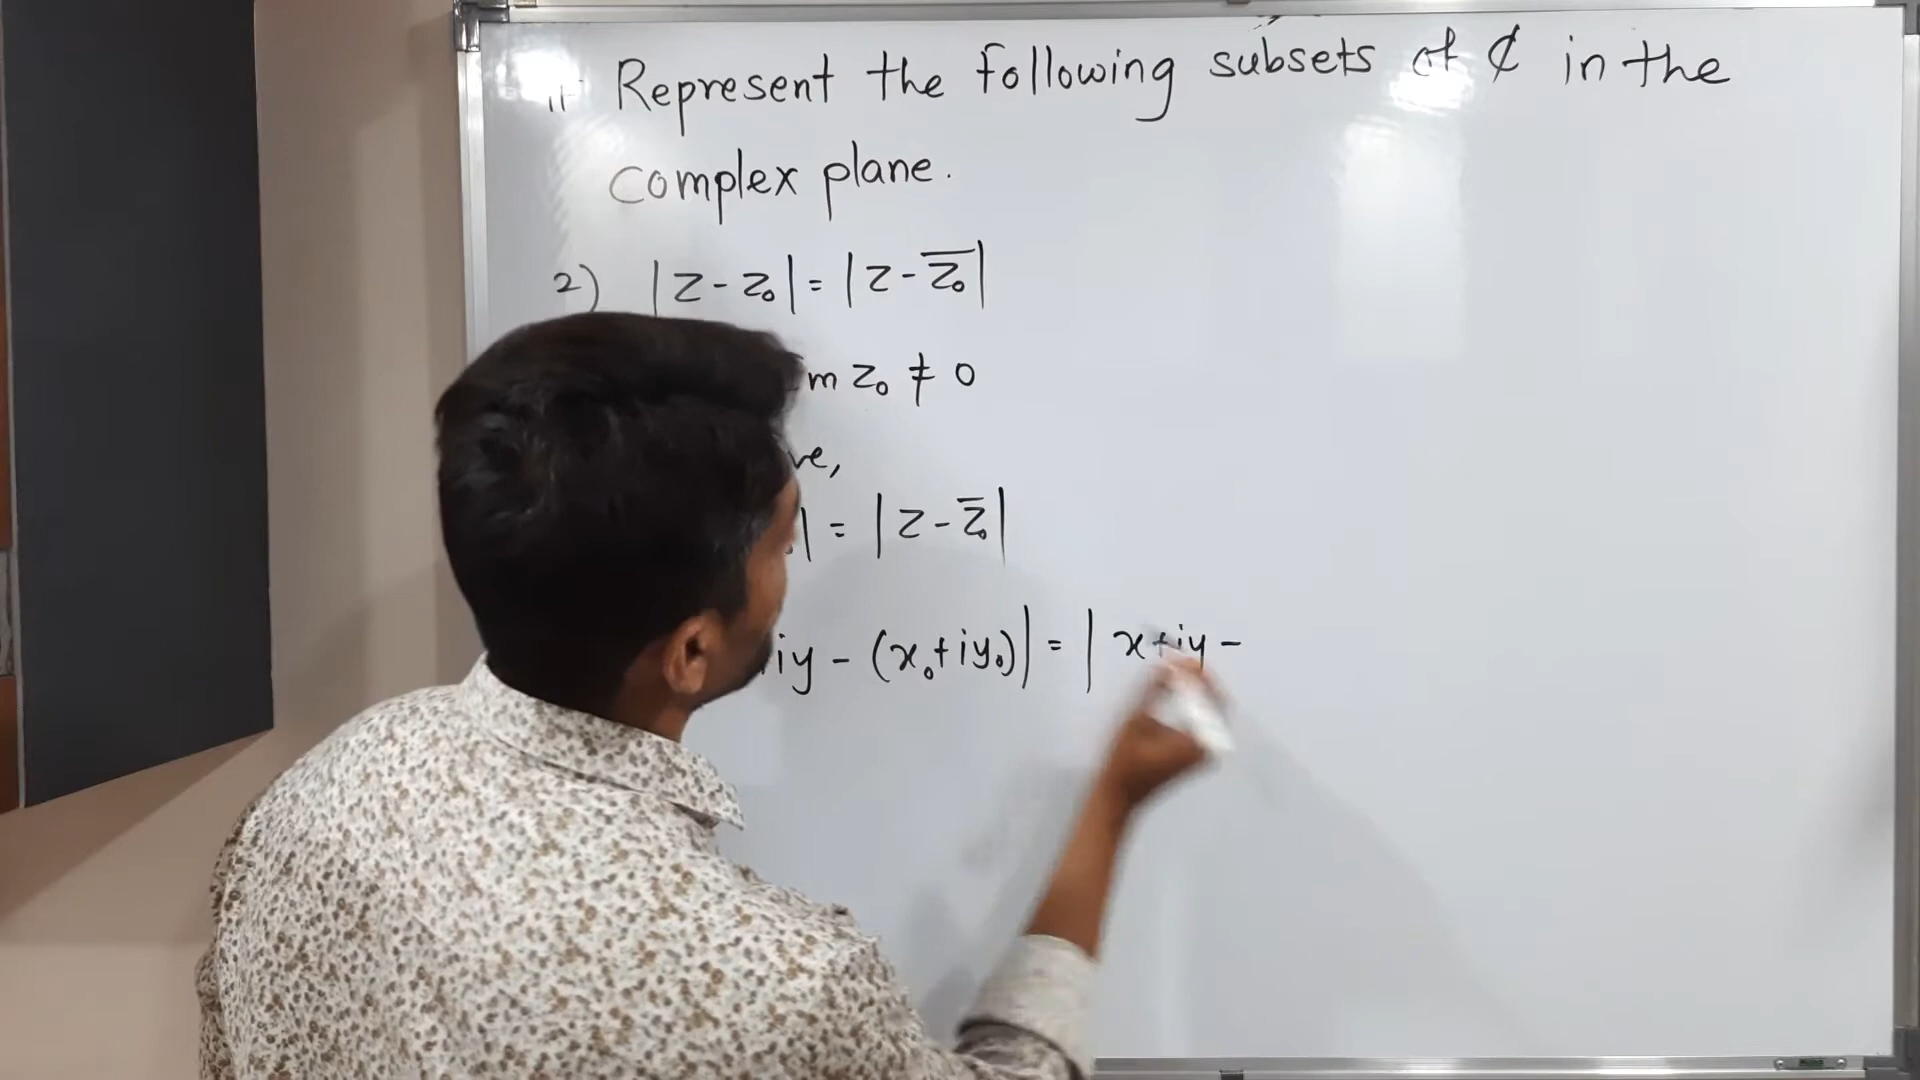 Represent the following subsets of ₵ in the
complex plane.
2) |z - z₀| = |z - z̅₀|
m z₀ ≠ 0
ve,
| = |z - z̅₀|
iy - (x₀+iy₀)| = | x+iy -